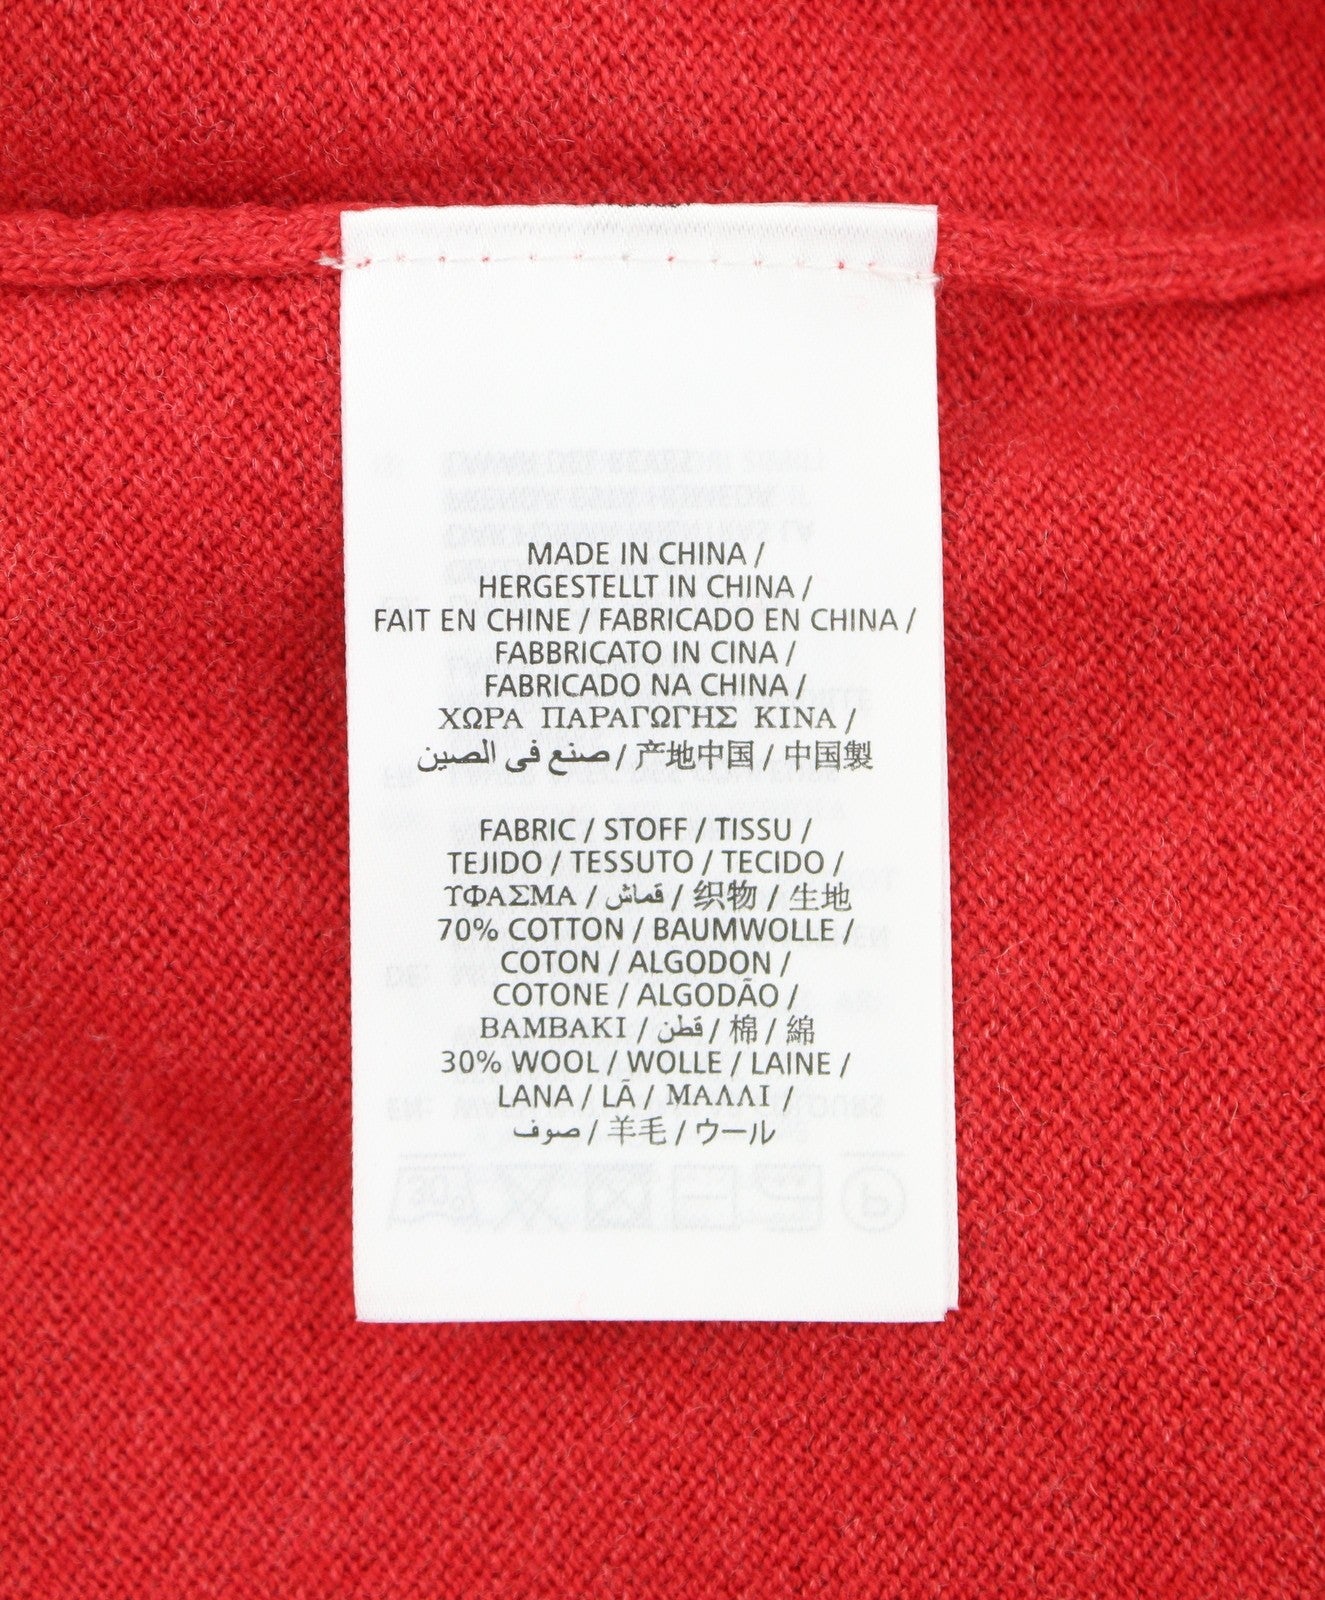 MADE IN CHINA /
HERGESTELLT IN CHINA /
FAIT EN CHINE / FABRICADO EN CHINA /
FABBRICATO IN CINA /
FABRICADO NA CHINA /
ΧΩΡΑ ΠΑΡΑΓΩΓΗΣ ΚΙΝΑ /
صنع في الصين / 产地中国 / 中国製
FABRIC / STOFF / TISSU /
TEJIDO / TESSUTO / TECIDO /
ΥΦΑΣΜΑ / قماش / 织物 / 生地
70% COTTON / BAUMWOLLE /
COTON / ALGODON /
COTONE / ALGODÃO /
ΒΑΜΒΑΚΙ / قطن / 棉 / 綿
30% WOOL / WOLLE / LAINE /
LANA / LÃ / ΜΑΛΛΙ /
صوف / 羊毛 / ウール